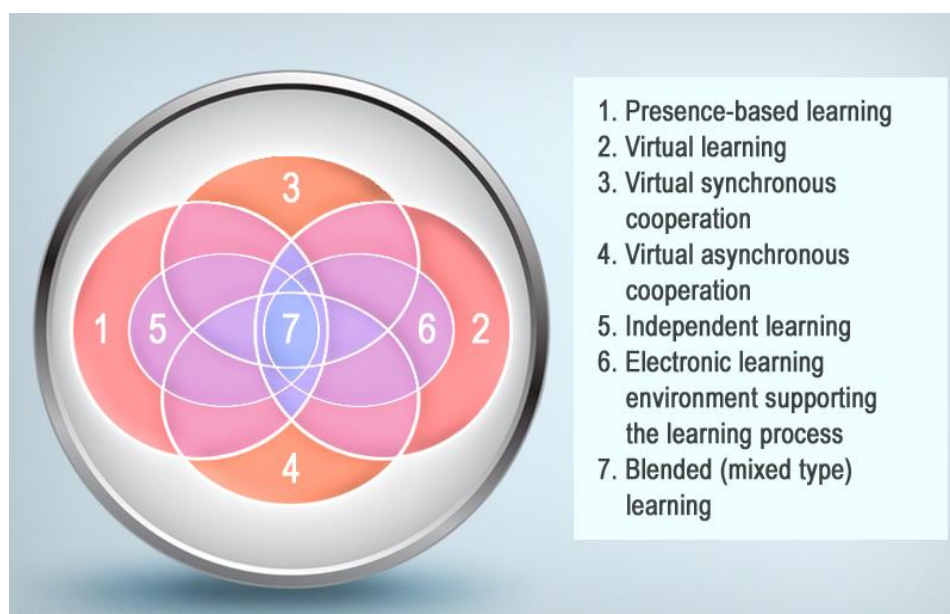 3
1
5
7
6
2
4
1. Presence-based learning
2. Virtual learning
3. Virtual synchronous
cooperation
4. Virtual asynchronous
cooperation
5. Independent learning
6. Electronic learning
environment supporting
the learning process
7. Blended (mixed type)
learning